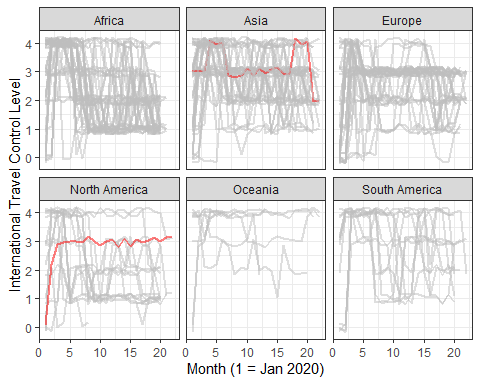 Africa Asia Europe
4
3
2
1
0
North America Oceania South America
4
3
2
1
0
0 5 10 15 20 0 5 10 15 20 0 5 10 15 20
Month (1 = Jan 2020)
International Travel Control Level